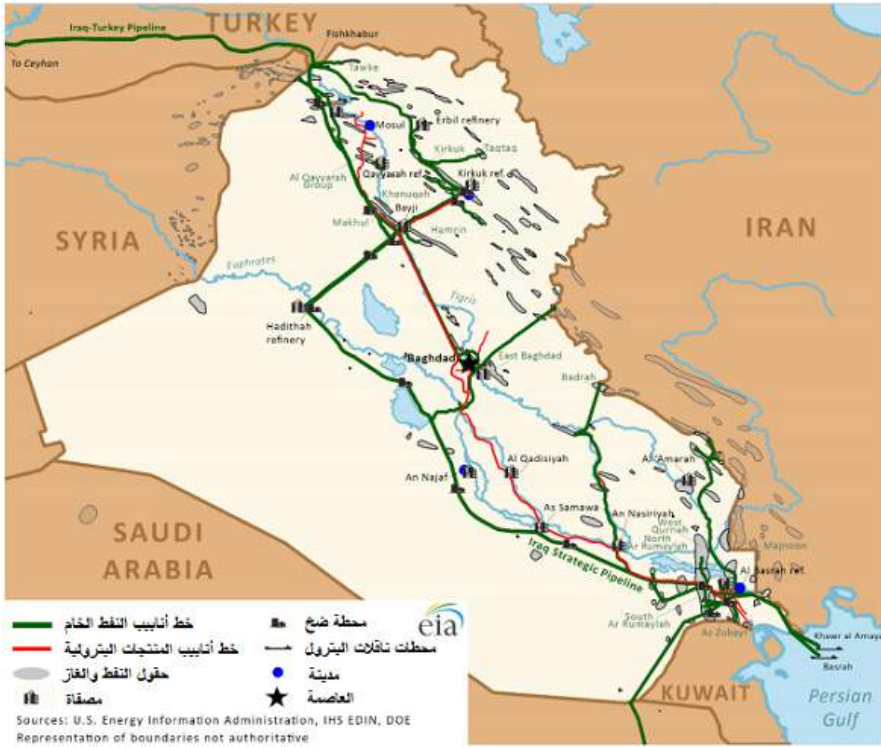 TURKEY
Iraq-Turkey Pipeline
Fishkhabur
To Ceyhan
Tawke
Mosul
Erbil refinery
Kirkuk
Taqtaq
Qayyarah ref.
Kirkuk ref.
Al Qayyarah
Group
Khanuqah
Bayji
Makhul
Hamrin
SYRIA
IRAN
Euphrates
Tigris
Hadithah
refinery
Baghdad
East Baghdad
Badrah
An Najaf
Al Qadisiyah
Al 'Amarah
As Samawa
An Nasiriyah
West
Qurnah
North
Ar Rumaylah
Majnoon
SAUDI
ARABIA
Iraq Strategic Pipeline
Al Basrah ref.
South
Ar Rumaylah
Az Zubayr
Khawr al Amaya
Basrah
KUWAIT
Persian
Gulf
eia
خط أنابيب النفط الخام
محطة ضخ
خط أنابيب المنتجات البترولية
محطات ناقلات البترول
حقول النفط والغاز
مدينة
مصفاة
العاصمة
Sources: U.S. Energy Information Administration, IHS EDIN, DOE
Representation of boundaries not authoritative